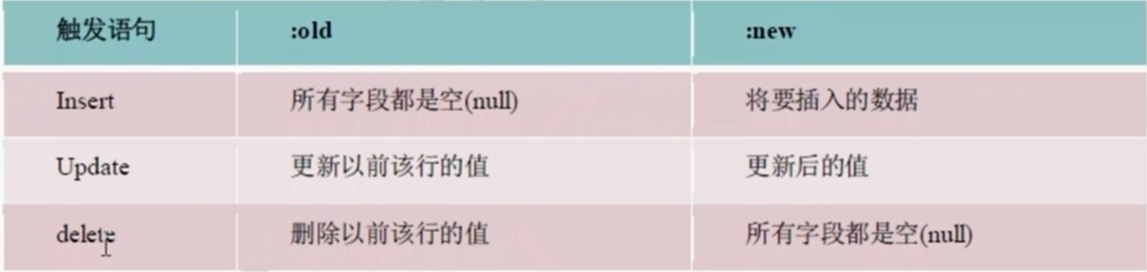 触发语句 :old :new
Insert 所有字段都是空(null) 将要插入的数据
Update 更新以前该行的值 更新后的值
delete 删除以前该行的值 所有字段都是空(null)